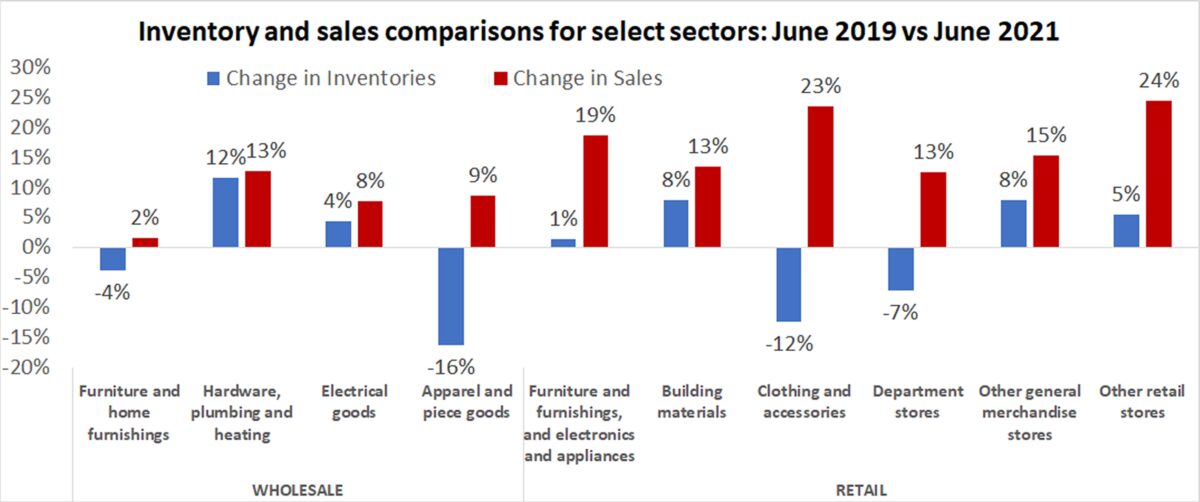 Inventory and sales comparisons for select sectors: June 2019 vs June 2021
30%
25%
20%
15%
10%
5%
0%
-5%
-10%
-15%
-20%
Change in Inventories
Change in Sales
-4%
2%
12%
13%
4%
8%
-16%
9%
1%
19%
8%
13%
-12%
23%
-7%
13%
8%
15%
5%
24%
Furniture and
home
furnishings
Hardware,
plumbing and
heating
Electrical
goods
Apparel and
piece goods
Furniture and
furnishings,
and electronics
and appliances
Building
materials
Clothing and
accessories
Department
stores
Other general
merchandise
stores
Other retail
stores
WHOLESALE
RETAIL